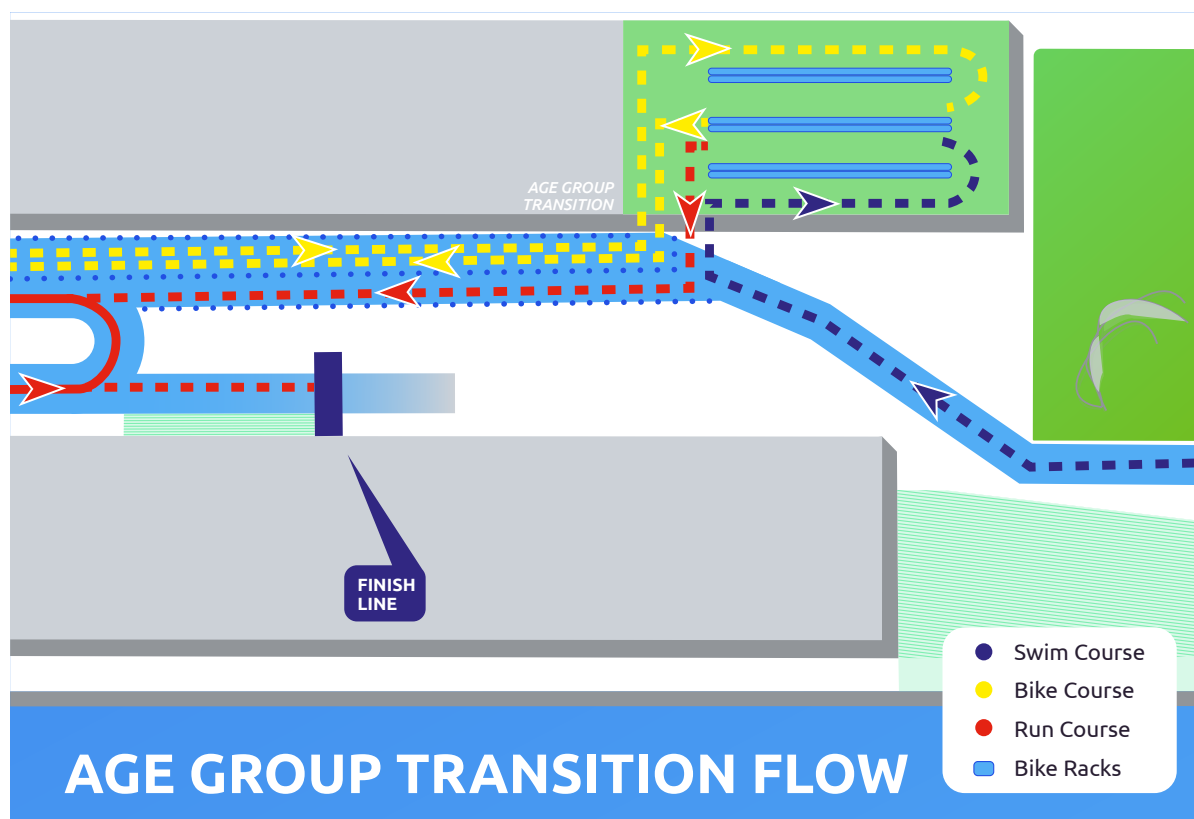 AGE GROUP
TRANSITION
FINISH
LINE
Swim Course
Bike Course
Run Course
Bike Racks
AGE GROUP TRANSITION FLOW